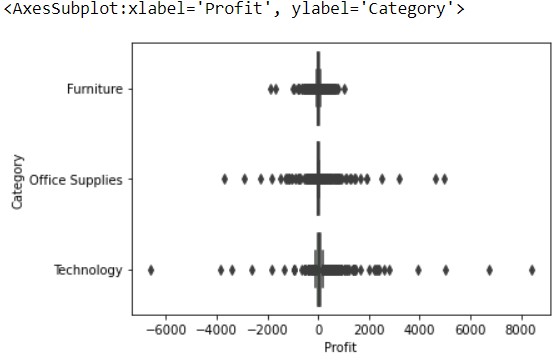 <AxesSubplot:xlabel='Profit', ylabel='Category'>
Furniture
Office Supplies
Technology
Category
−6000 −4000 −2000 0 2000 4000 6000 8000
Profit